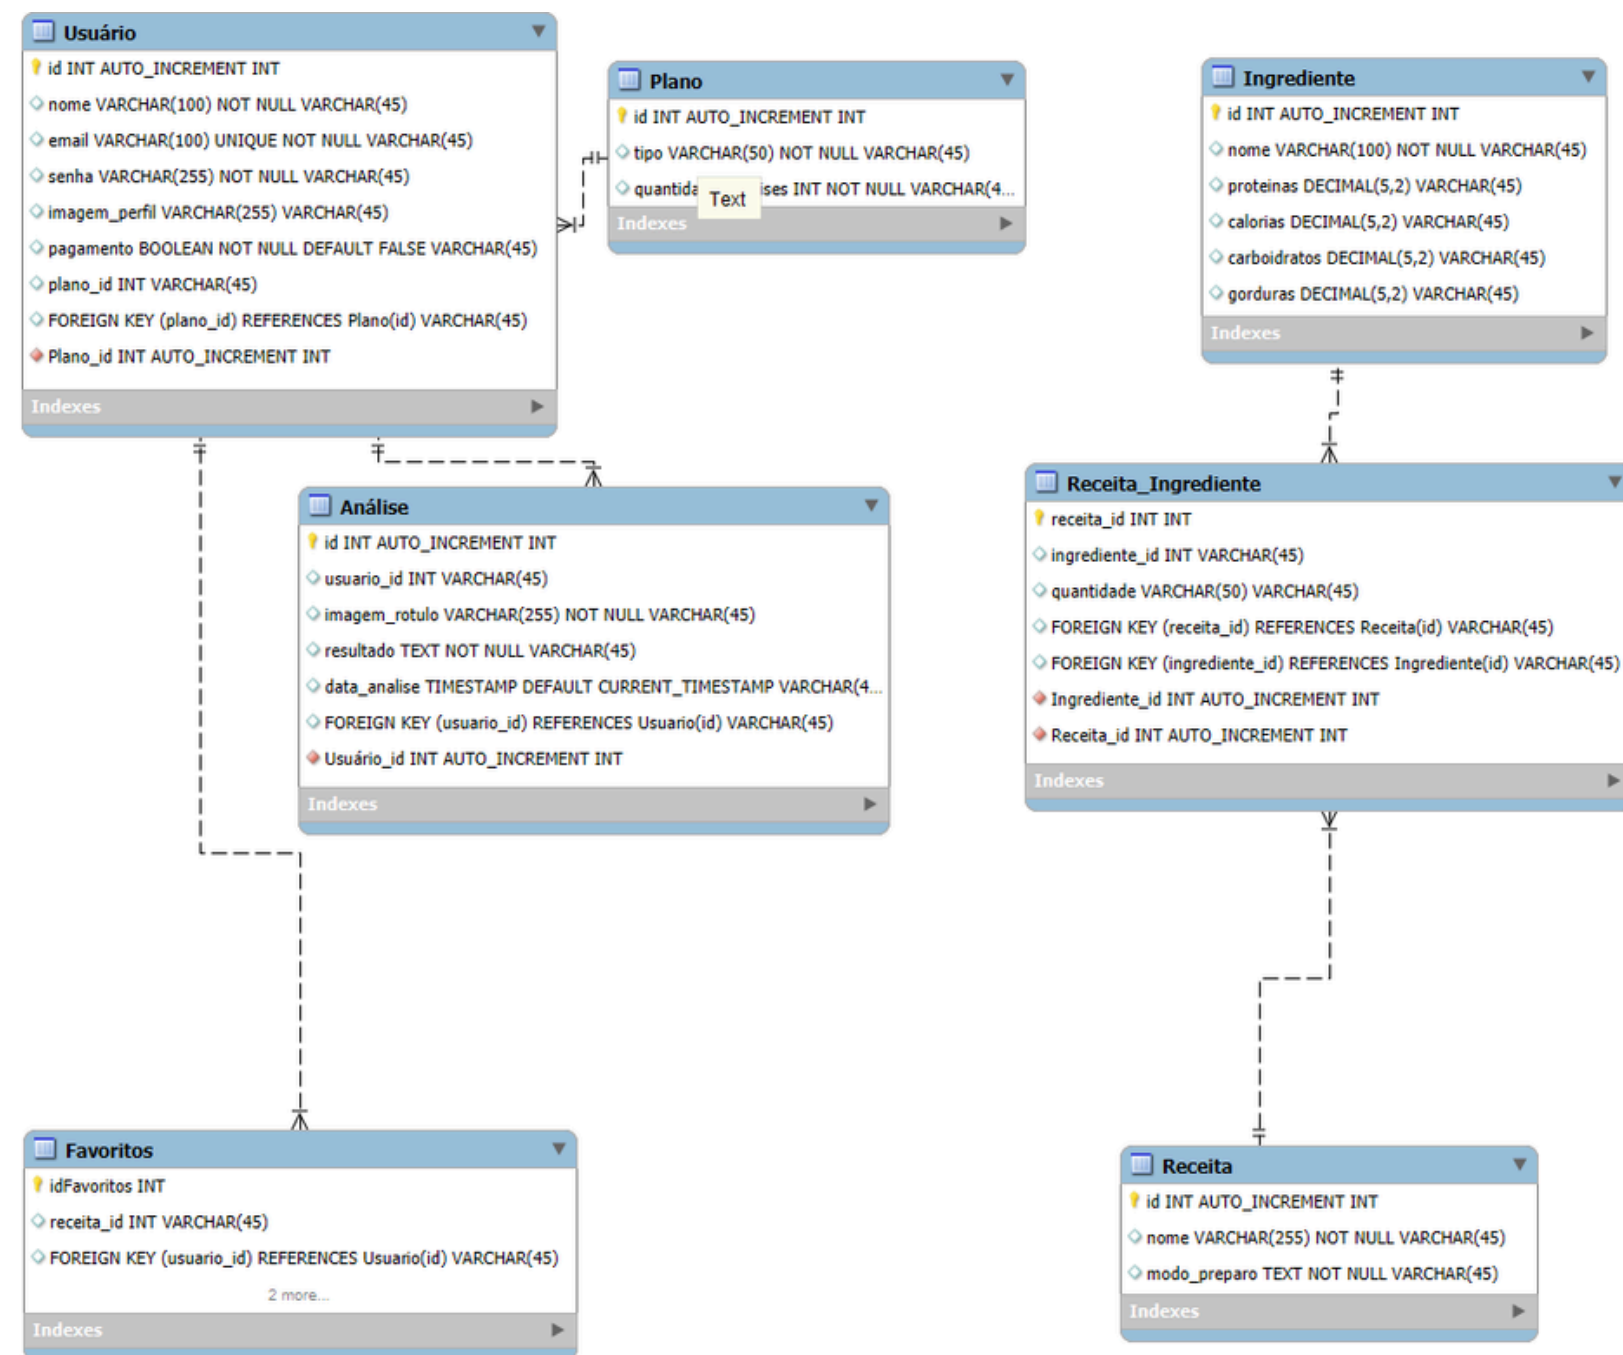 Usuário
id INT AUTO_INCREMENT INT
nome VARCHAR(100) NOT NULL VARCHAR(45)
email VARCHAR(100) UNIQUE NOT NULL VARCHAR(45)
senha VARCHAR(255) NOT NULL VARCHAR(45)
imagem_perfil VARCHAR(255) VARCHAR(45)
pagamento BOOLEAN NOT NULL DEFAULT FALSE VARCHAR(45)
plano_id INT VARCHAR(45)
FOREIGN KEY (plano_id) REFERENCES Plano(id) VARCHAR(45)
Plano_id INT AUTO_INCREMENT INT
Indexes
Plano
id INT AUTO_INCREMENT INT
tipo VARCHAR(50) NOT NULL VARCHAR(45)
INT NOT NULL VARCHAR(4...
Text
Indexes
Ingrediente
id INT AUTO_INCREMENT INT
nome VARCHAR(100) NOT NULL VARCHAR(45)
proteinas DECIMAL(5,2) VARCHAR(45)
calorias DECIMAL(5,2) VARCHAR(45)
carboidratos DECIMAL(5,2) VARCHAR(45)
gorduras DECIMAL(5,2) VARCHAR(45)
Indexes
Análise
id INT AUTO_INCREMENT INT
usuario_id INT VARCHAR(45)
imagem_rotulo VARCHAR(255) NOT NULL VARCHAR(45)
resultado TEXT NOT NULL VARCHAR(45)
data_analise TIMESTAMP DEFAULT CURRENT_TIMESTAMP VARCHAR(4...
FOREIGN KEY (usuario_id) REFERENCES Usuario(id) VARCHAR(45)
Usuário_id INT AUTO_INCREMENT INT
Indexes
Receita_Ingrediente
receita_id INT INT
ingrediente_id INT VARCHAR(45)
quantidade VARCHAR(50) VARCHAR(45)
FOREIGN KEY (receita_id) REFERENCES Receita(id) VARCHAR(45)
FOREIGN KEY (ingrediente_id) REFERENCES Ingrediente(id) VARCHAR(45)
Ingrediente_id INT AUTO_INCREMENT INT
Receita_id INT AUTO_INCREMENT INT
Indexes
Favoritos
idFavoritos INT
receita_id INT VARCHAR(45)
FOREIGN KEY (usuario_id) REFERENCES Usuario(id) VARCHAR(45)
2 more...
Indexes
Receita
id INT AUTO_INCREMENT INT
nome VARCHAR(255) NOT NULL VARCHAR(45)
modo_preparo TEXT NOT NULL VARCHAR(45)
Indexes